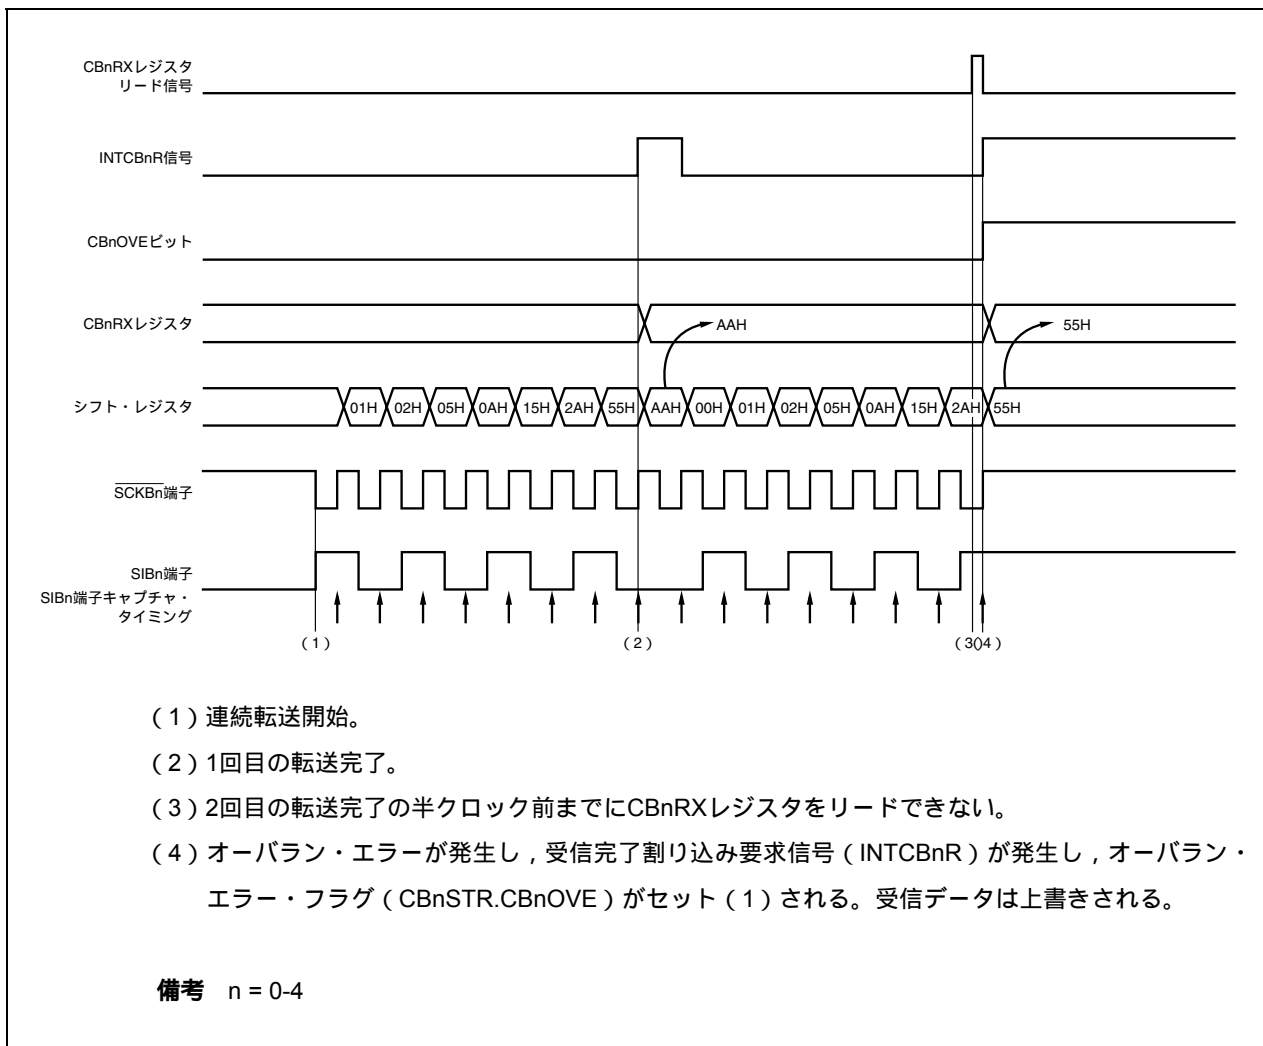 CBnRXレジスタ
リード信号
INTCBnR信号
CBnOVEビット
CBnRXレジスタ
AAH
55H
シフト・レジスタ
01H 02H 05H 0AH 15H 2AH 55H AAH 00H 01H 02H 05H 0AH 15H 2AH 55H
SCKBn端子
SIBn端子
SIBn端子キャプチャ・
タイミング
(1) (2) (3)(4)
(1)連続転送開始。
(2)1回目の転送完了。
(3)2回目の転送完了の半クロック前までにCBnRXレジスタをリードできない。
(4)オーバラン・エラーが発生し,受信完了割り込み要求信号(INTCBnR)が発生し,オーバラン・
エラー・フラグ(CBnSTR.CBnOVE)がセット(1)される。受信データは上書きされる。
備考 n = 0-4